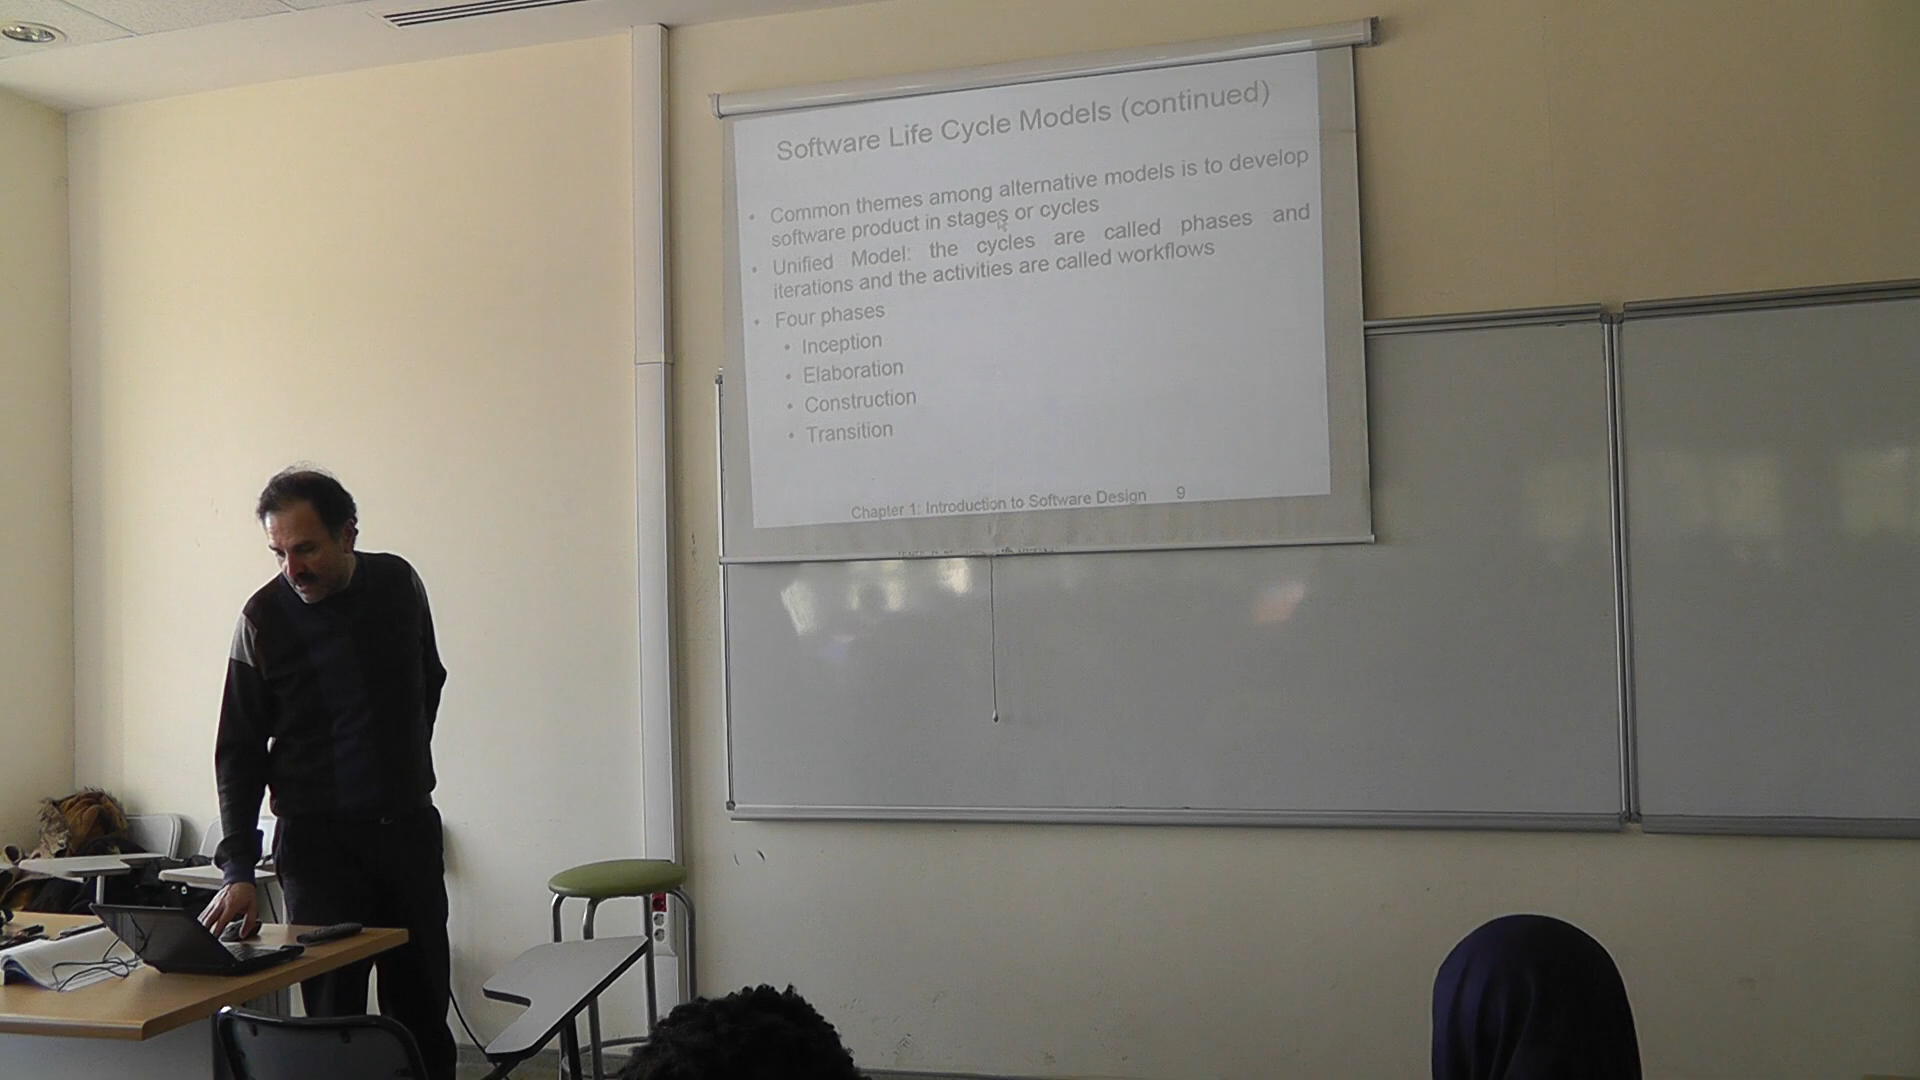 Software Life Cycle Models (continued)
• Common themes among alternative models is to develop
software product in stages or cycles
• Unified Model: the cycles are called phases and
iterations and the activities are called workflows
• Four phases
• Inception
• Elaboration
• Construction
• Transition
Chapter 1: Introduction to Software Design 9